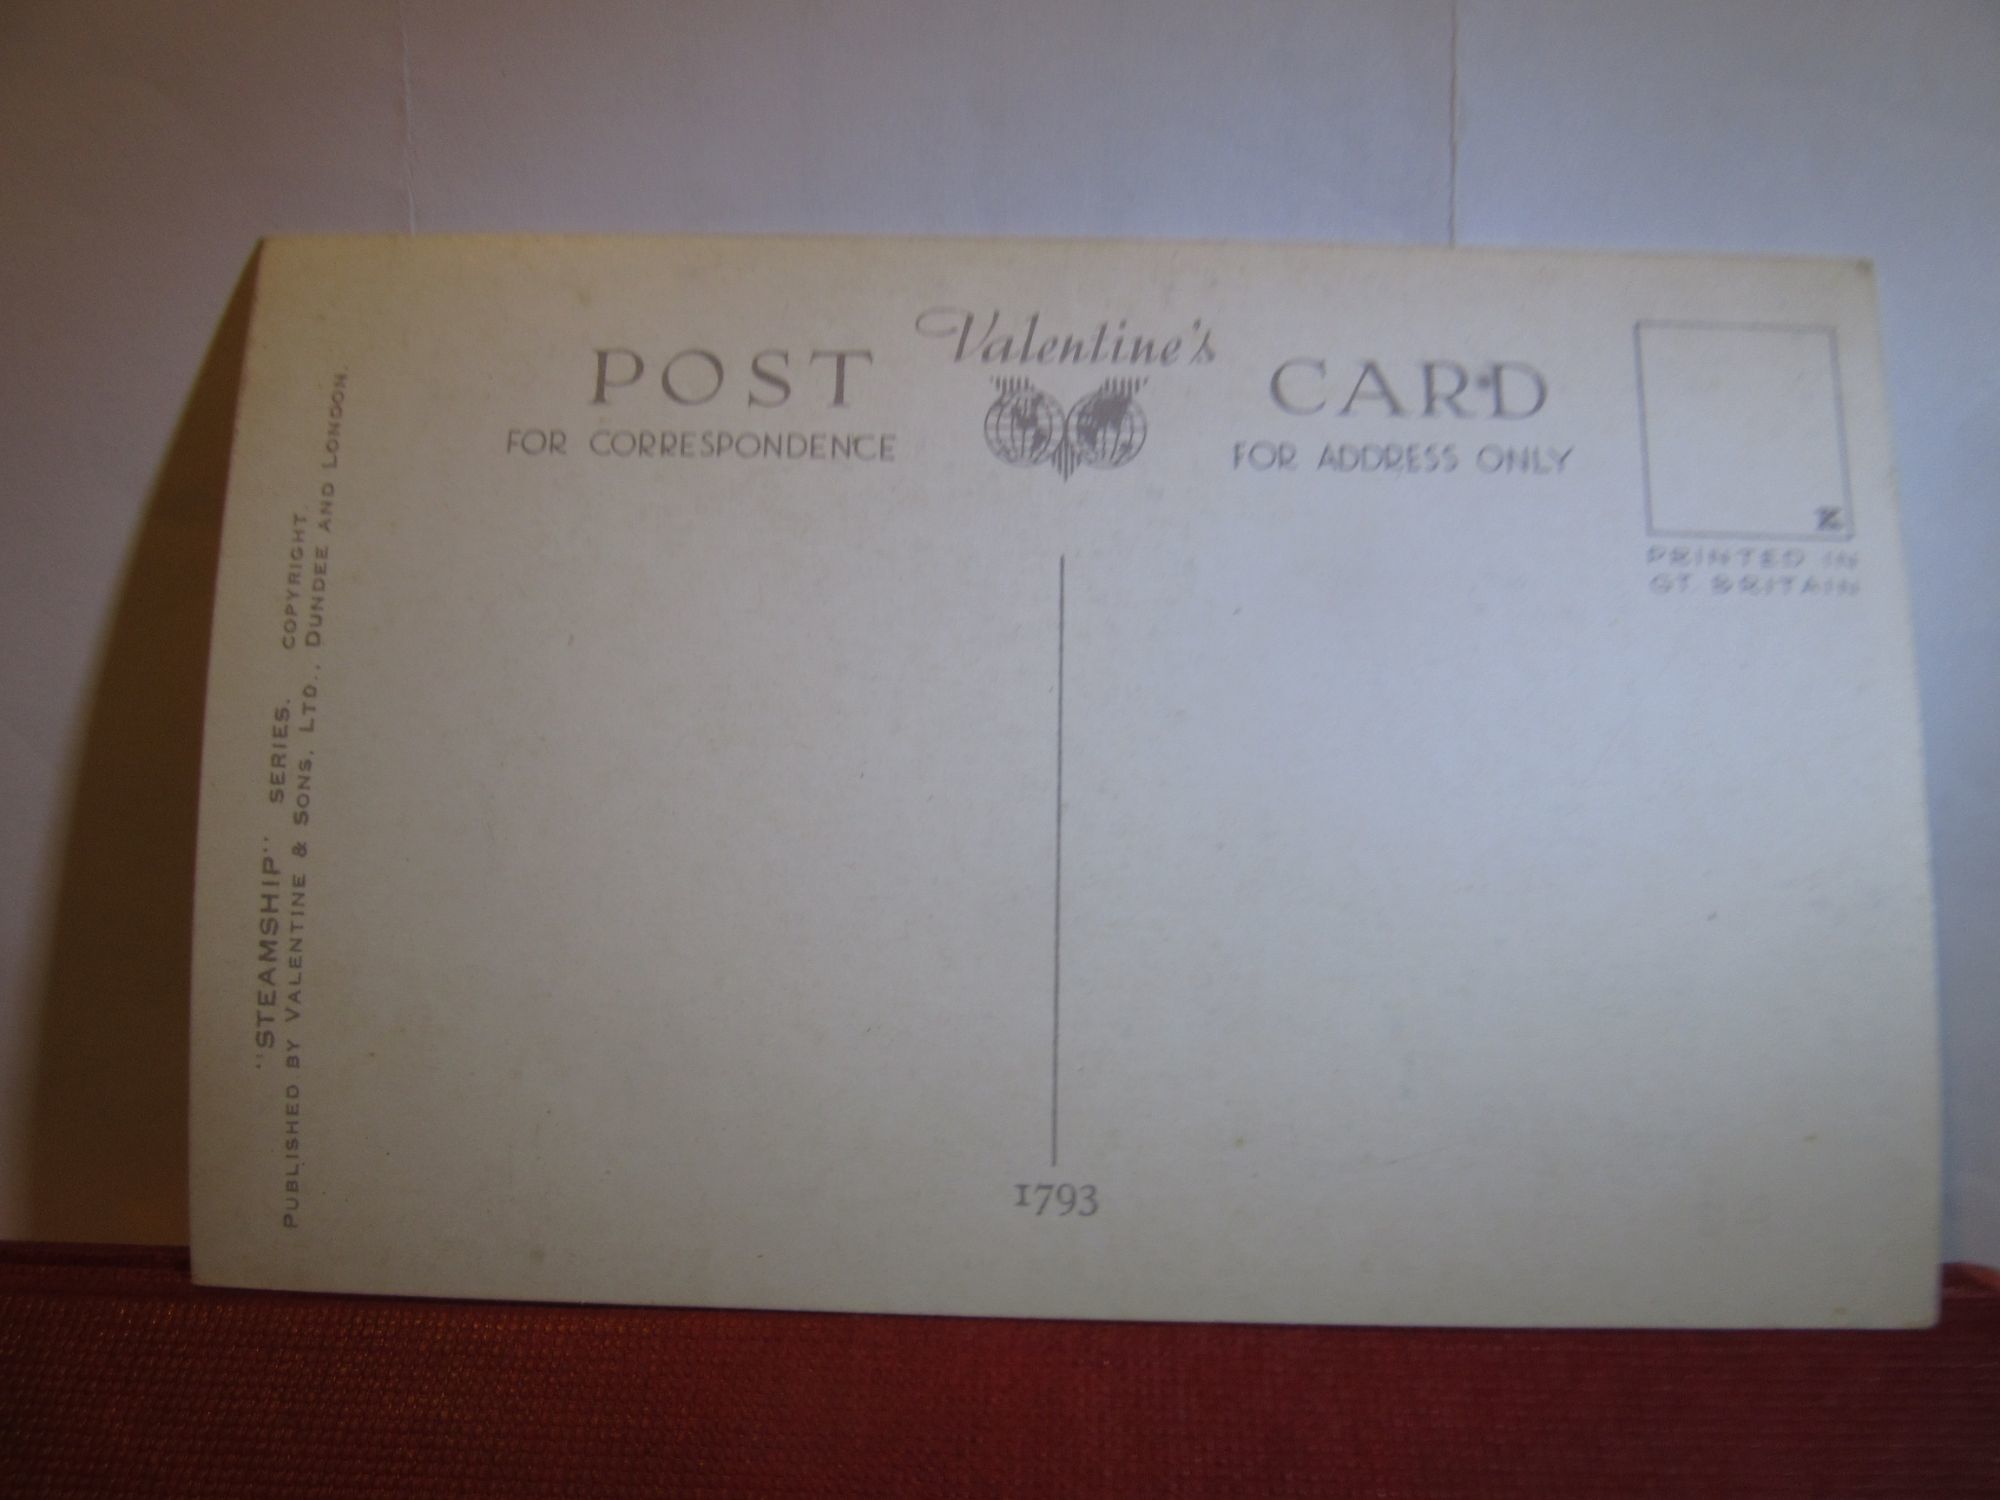 Valentine's
POST CARD
FOR CORRESPONDENCE
FOR ADDRESS ONLY
PRINTED IN
GT. BRITAIN
"STEAMSHIP" SERIES. COPYRIGHT.
PUBLISHED BY VALENTINE & SONS, LTD., DUNDEE AND LONDON.
1793